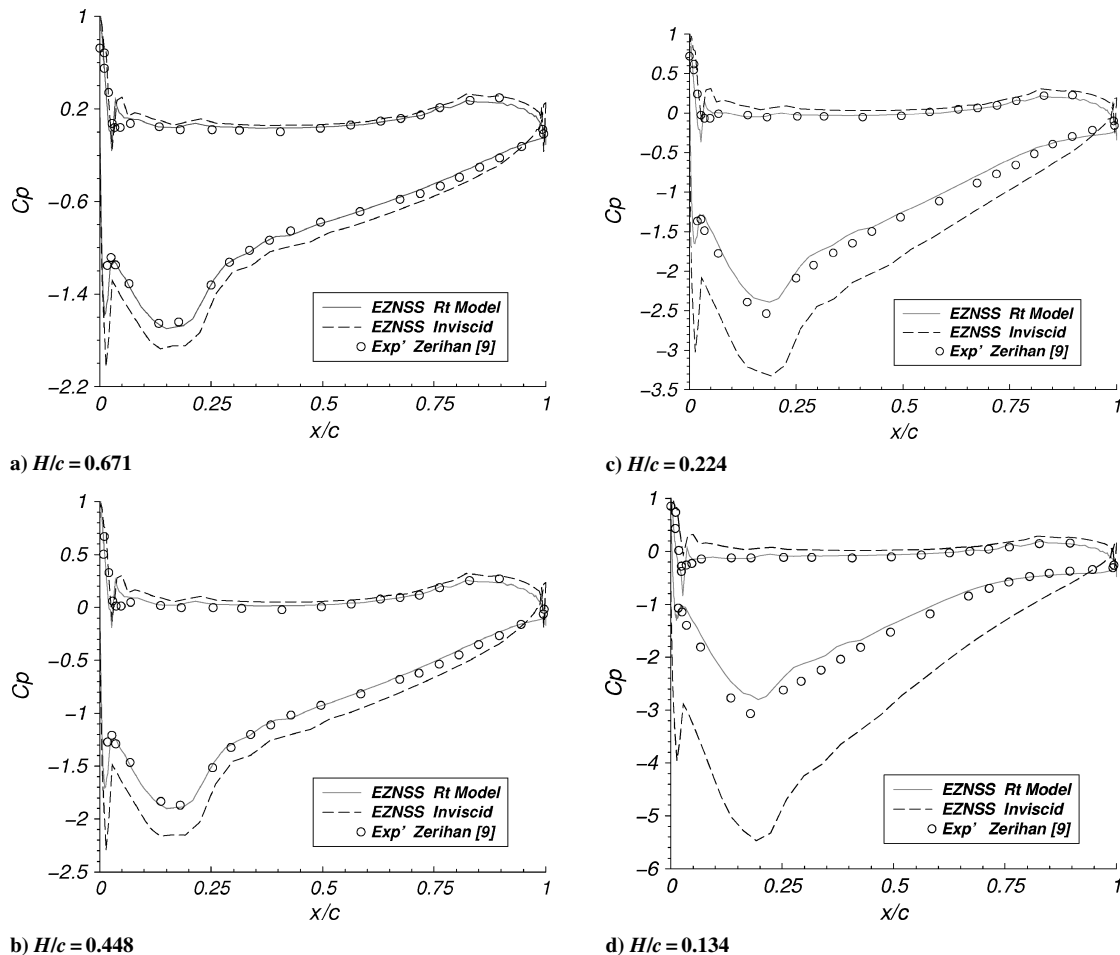 1
0.2
−0.6
−1.4
−2.2
Cp
0
0.25
0.5
0.75
1
x/c
EZNSS Rt Model
EZNSS Inviscid
Exp' Zerihan [9]
a) H/c = 0.671
1
0.5
0
−0.5
−1
−1.5
−2
−2.5
Cp
0
0.25
0.5
0.75
1
x/c
EZNSS Rt Model
EZNSS Inviscid
Exp' Zerihan [9]
b) H/c = 0.448
1
0.5
0
−0.5
−1
−1.5
−2
−2.5
−3
−3.5
Cp
0
0.25
0.5
0.75
1
x/c
EZNSS Rt Model
EZNSS Inviscid
Exp' Zerihan [9]
c) H/c = 0.224
1
0
−1
−2
−3
−4
−5
−6
Cp
0
0.25
0.5
0.75
1
x/c
EZNSS Rt Model
EZNSS Inviscid
Exp' Zerihan [9]
d) H/c = 0.134